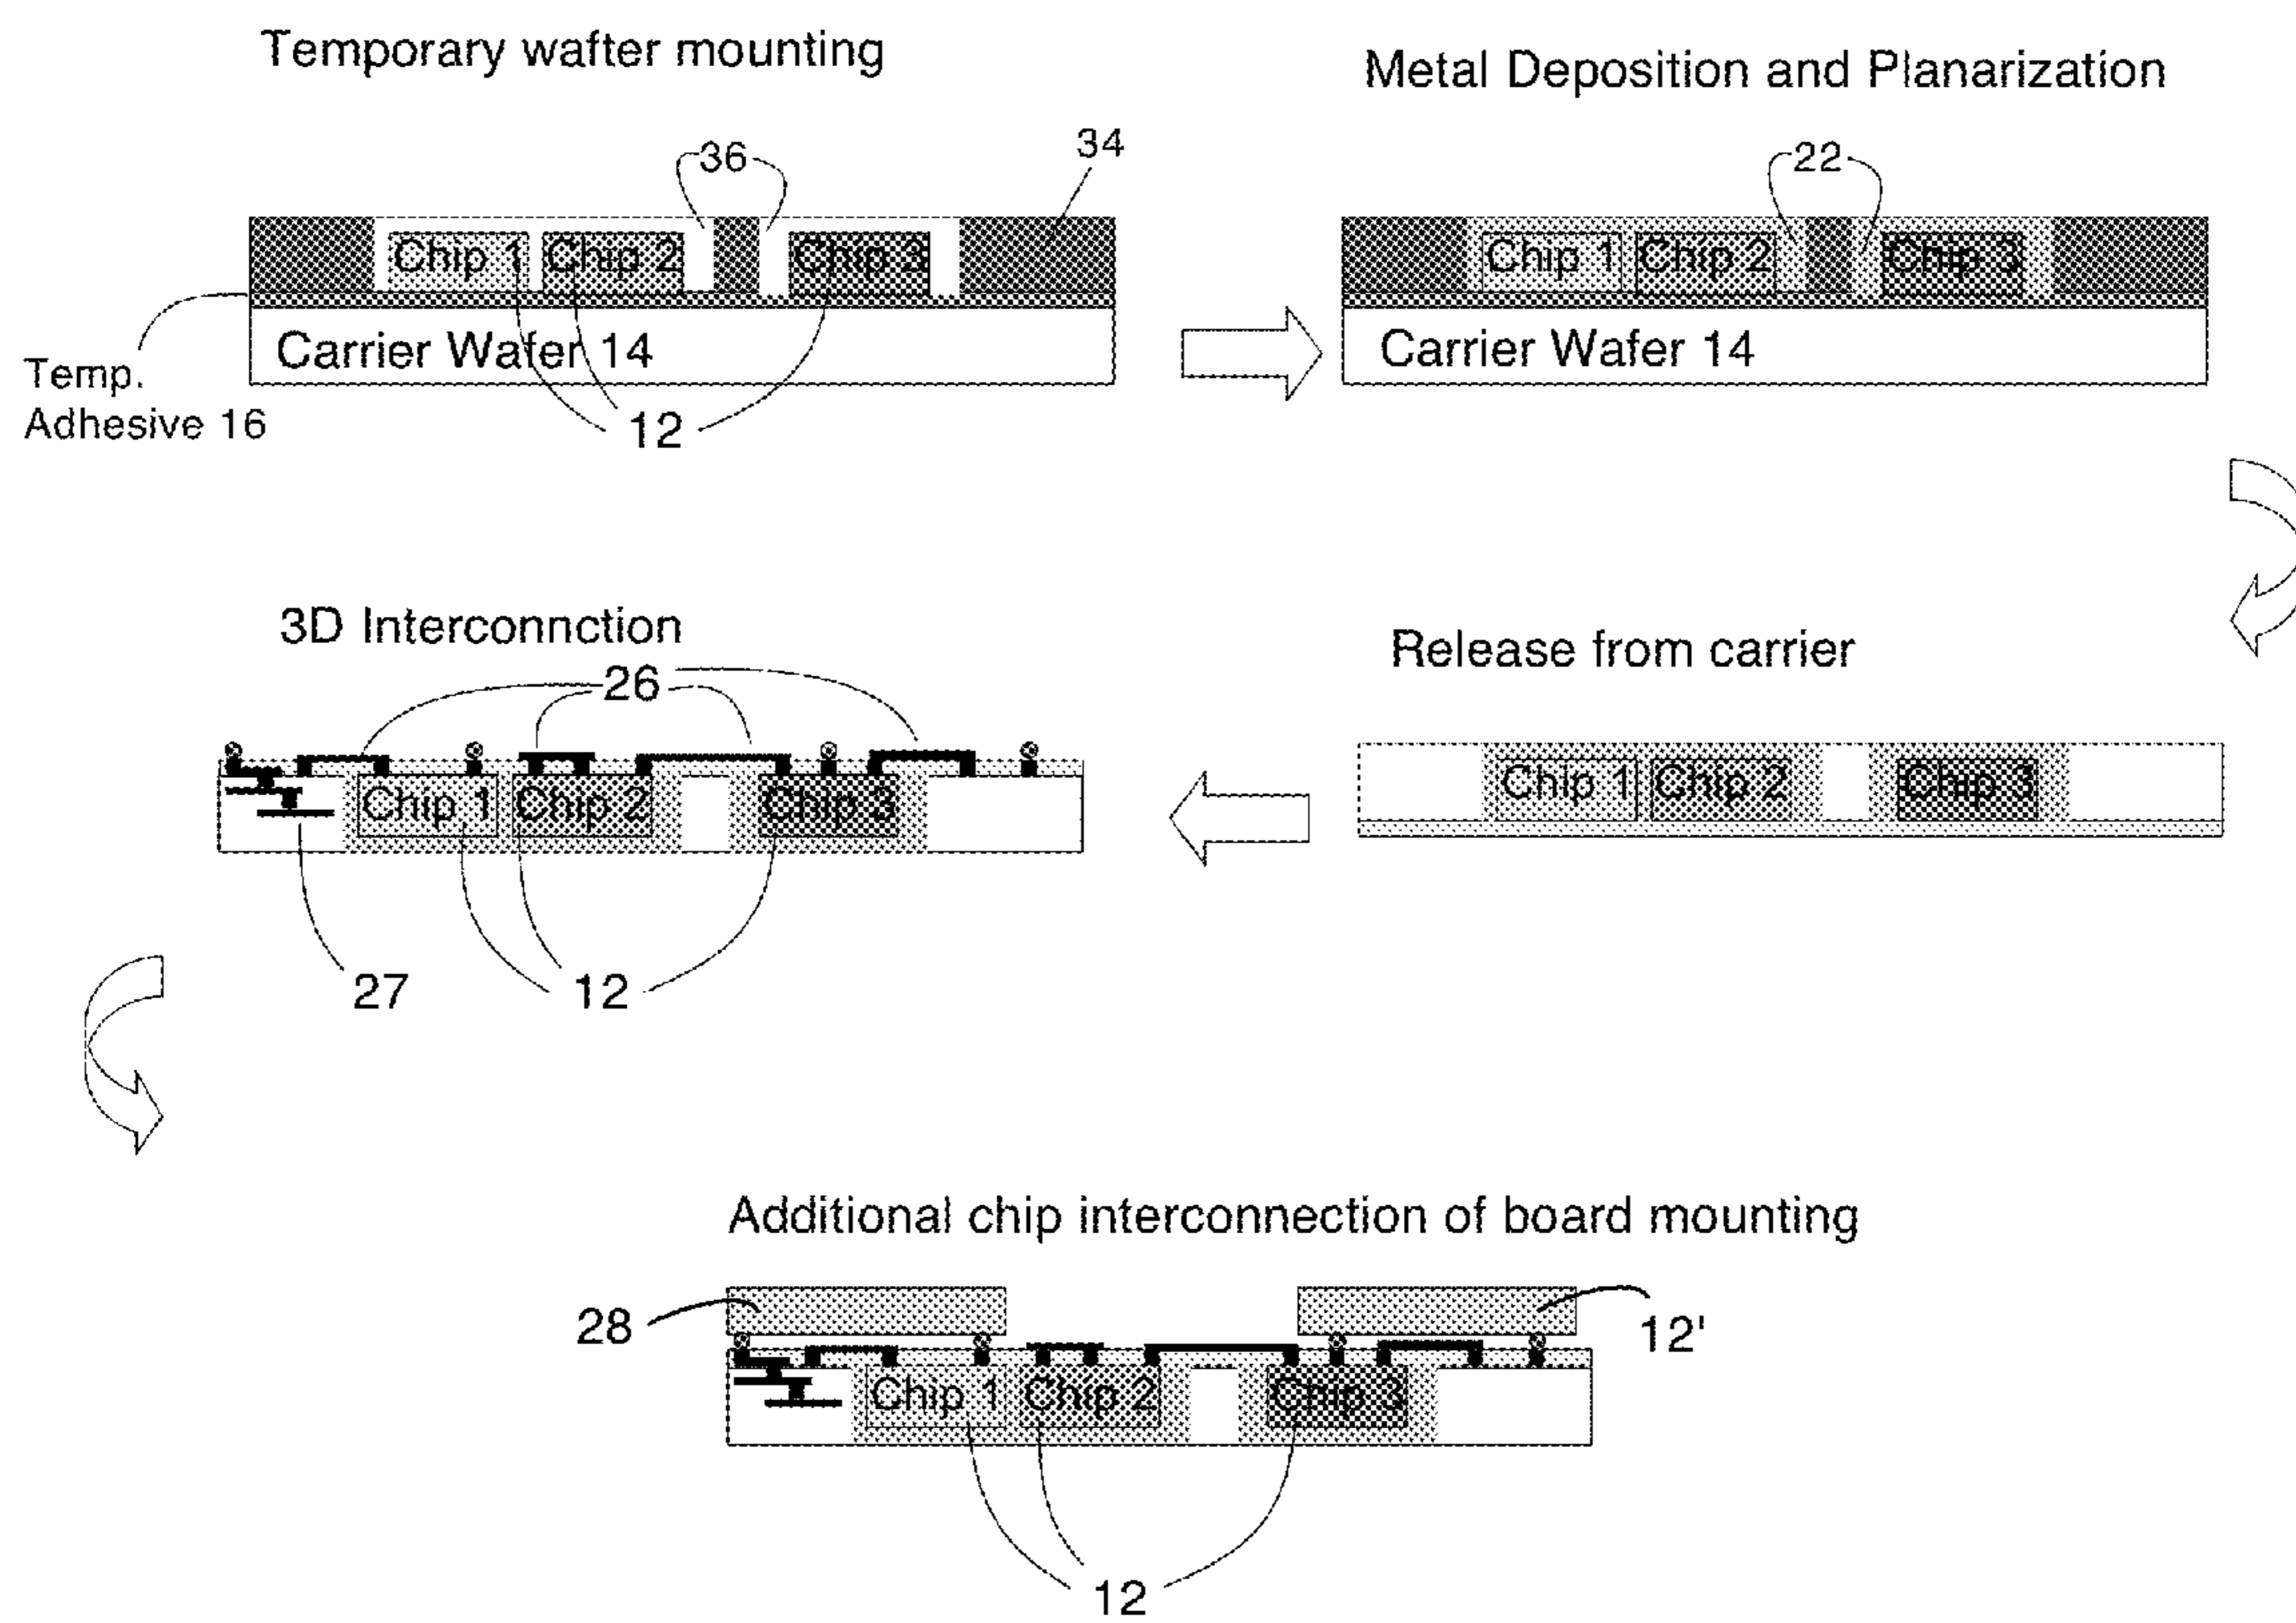 Temporary wafter mounting
Metal Deposition and Planarization
36
34
22
Chip 1
Chip 2
Chip 3
Chip 1
Chip 2
Chip 3
Carrier Wafer 14
Carrier Wafer 14
Temp.
Adhesive 16
12
3D Interconnction
Release from carrier
26
Chip 1
Chip 2
Chip 3
Chip 1
Chip 2
Chip 3
27
12
Additional chip interconnection of board mounting
28
12'
Chip 1
Chip 2
Chip 3
12